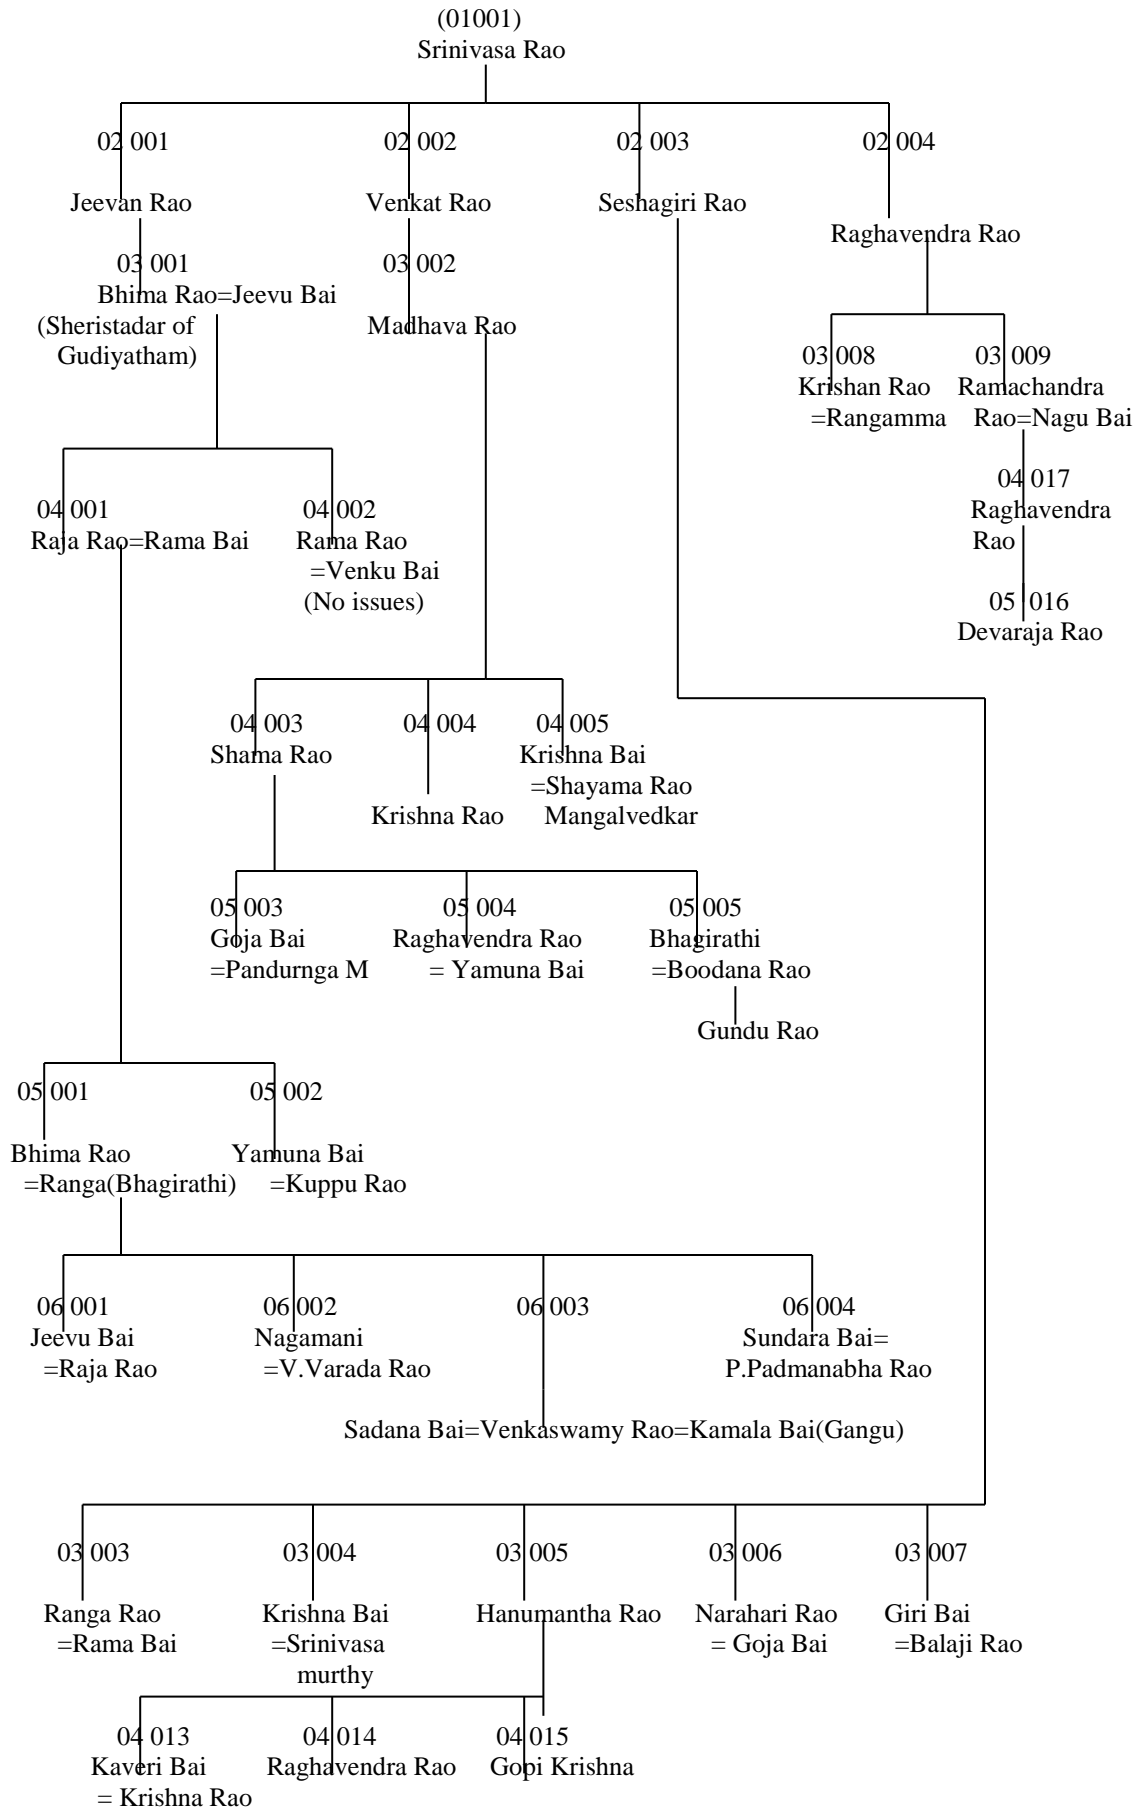 (01001)
Srinivasa Rao
02 001 02 002 02 003 02 004
Jeevan Rao Venkat Rao Seshagiri Rao
Raghavendra Rao
03 001 03 002
Bhima Rao=Jeevu Bai
(Sheristadar of Madhava Rao
Gudiyatham) 03 008 03 009
Krishan Rao Ramachandra
=Rangamma Rao=Nagu Bai
04 017
04 001 04 002 Raghavendra
Raja Rao=Rama Bai Rama Rao Rao
=Venku Bai
(No issues) 05 016
Devaraja Rao
04 003 04 004 04 005
Shama Rao Krishna Bai
=Shayama Rao
Krishna Rao Mangalvedkar
05 003 05 004 05 005
Goja Bai Raghavendra Rao Bhagirathi
=Pandurnga M = Yamuna Bai =Boodana Rao
Gundu Rao
05 001 05 002
Bhima Rao Yamuna Bai
=Ranga(Bhagirathi) =Kuppu Rao
06 001 06 002 06 003 06 004
Jeevu Bai Nagamani Sundara Bai=
=Raja Rao =V.Varada Rao P.Padmanabha Rao
Sadana Bai=Venkaswamy Rao=Kamala Bai(Gangu)
03 003 03 004 03 005 03 006 03 007
Ranga Rao Krishna Bai Hanumantha Rao Narahari Rao Giri Bai
=Rama Bai =Srinivasa = Goja Bai =Balaji Rao
murthy
04 013 04 014 04 015
Kaveri Bai Raghavendra Rao Gopi Krishna
= Krishna Rao